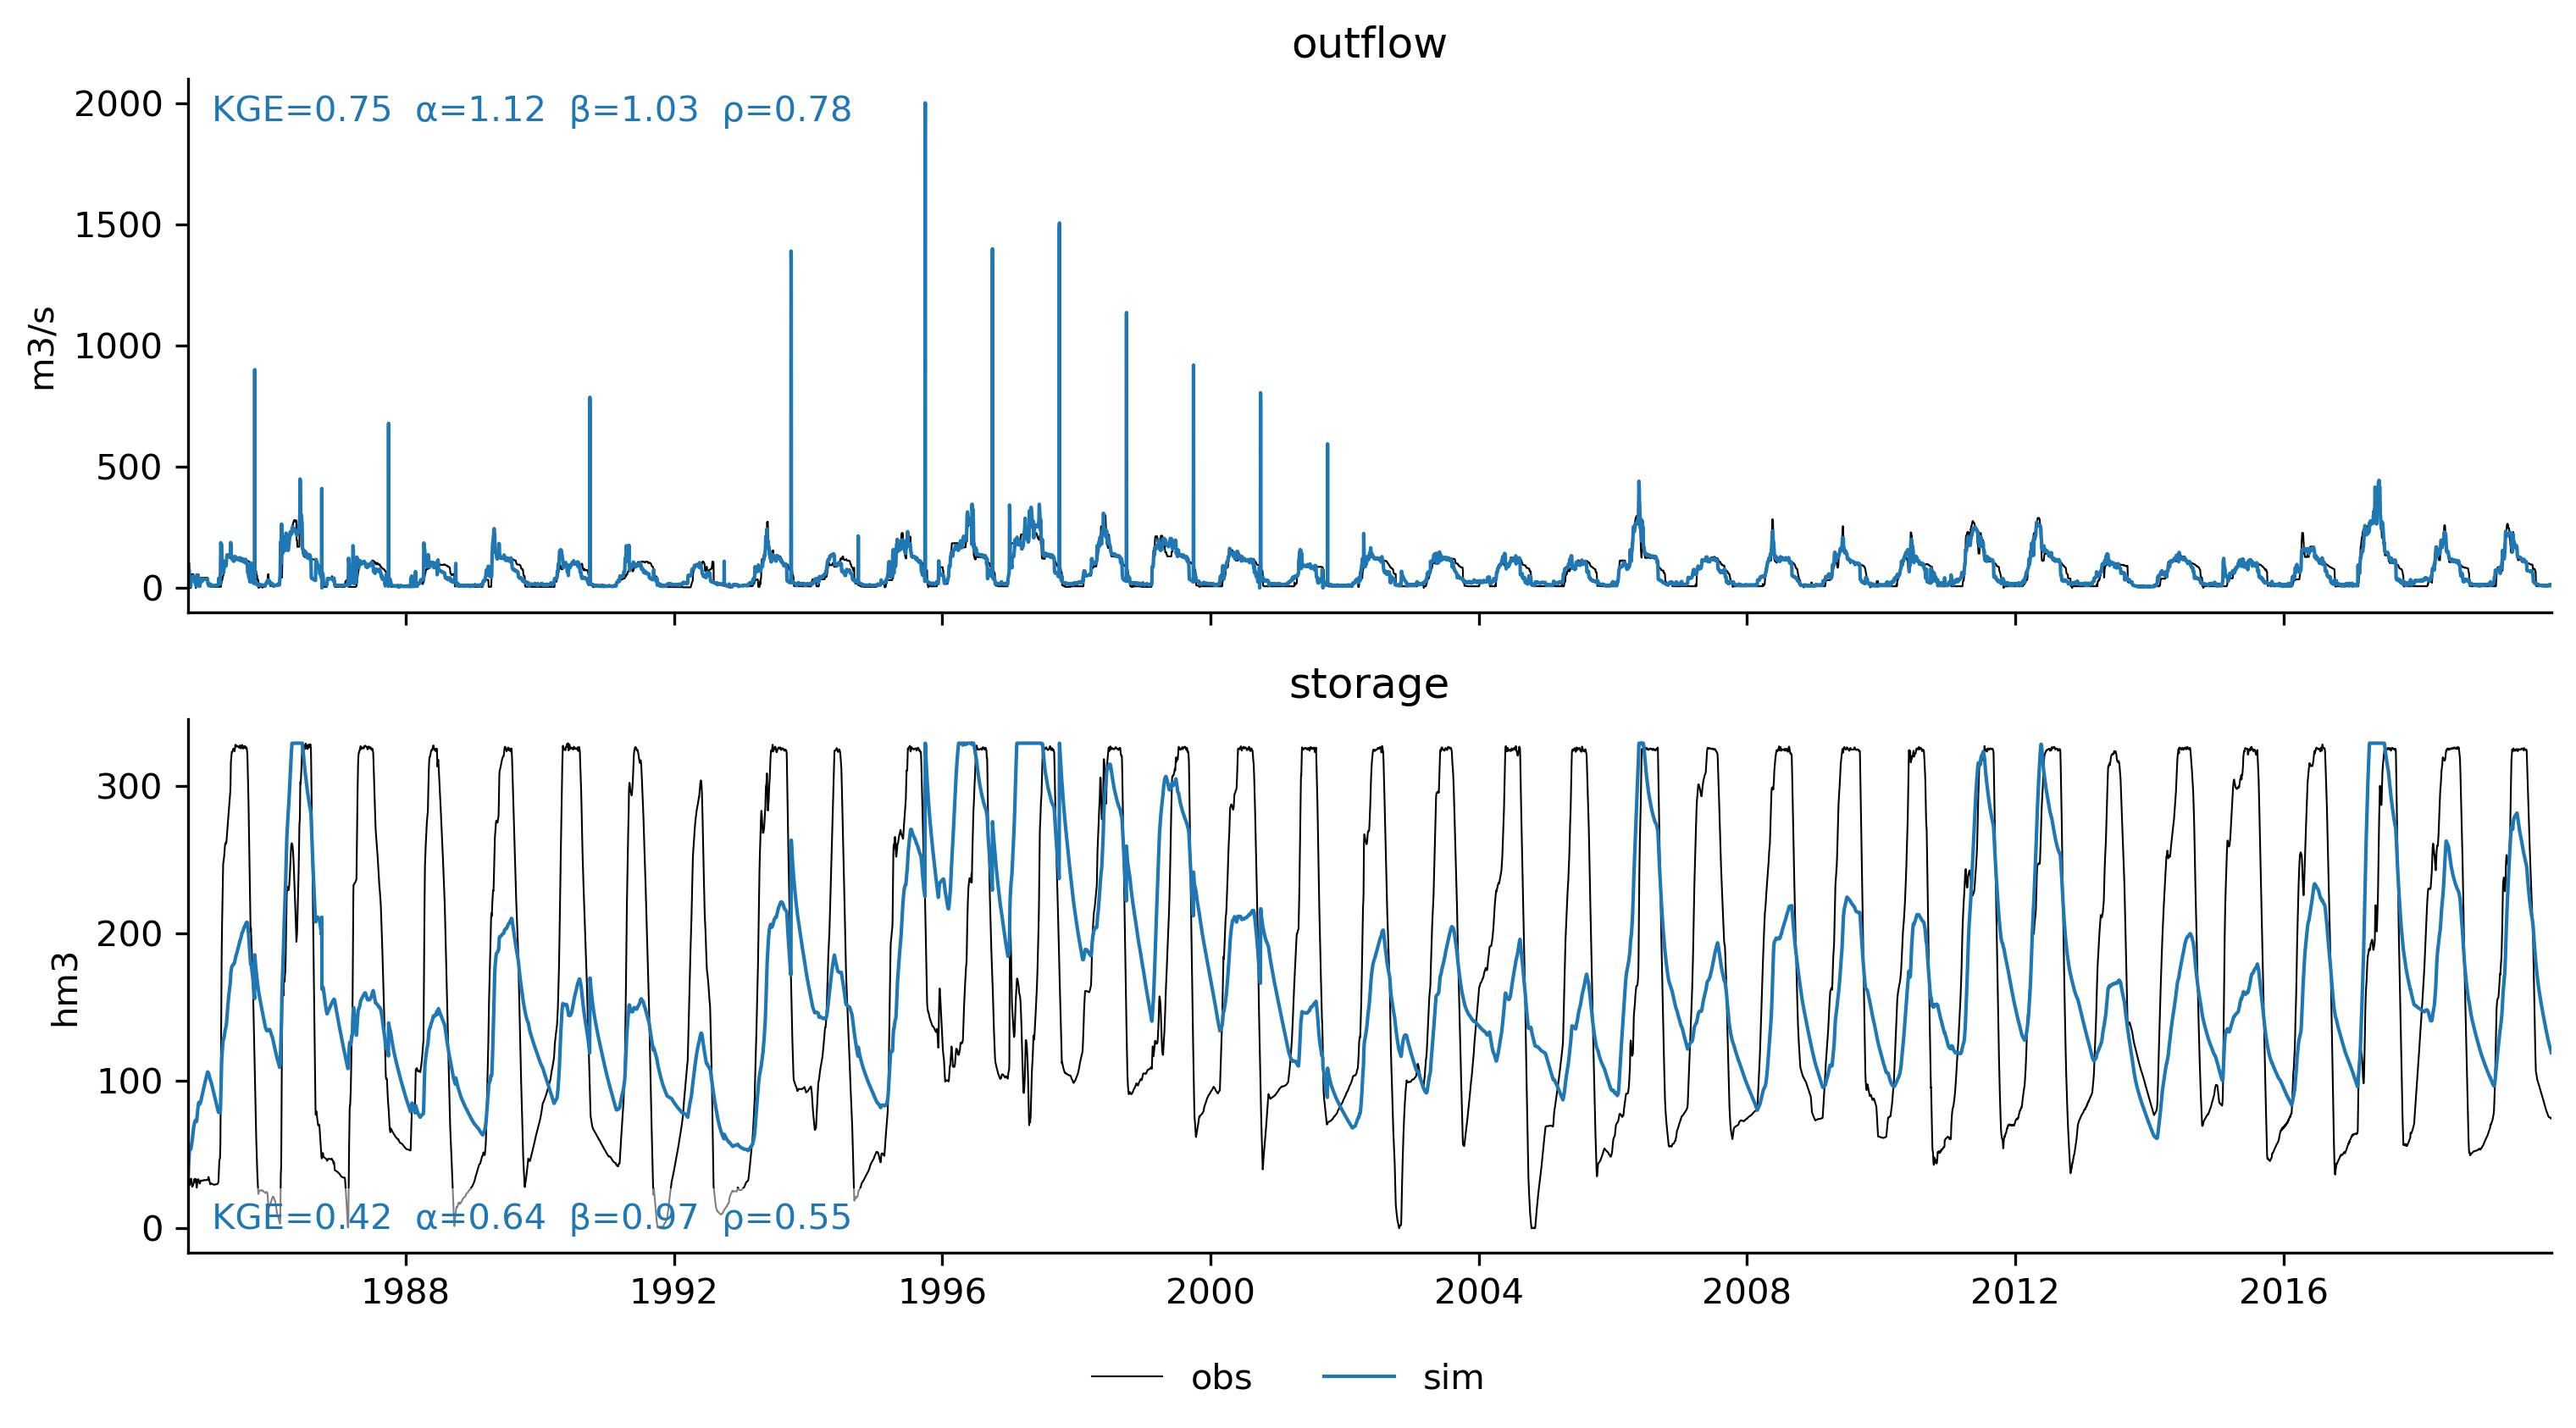 outflow
2000
1500
1000
500
0
m3/s
KGE=0.75 α=1.12 β=1.03 ρ=0.78
storage
300
200
100
0
hm3
KGE=0.42 α=0.64 β=0.97 ρ=0.55
1988 1992 1996 2000 2004 2008 2012 2016
obs sim